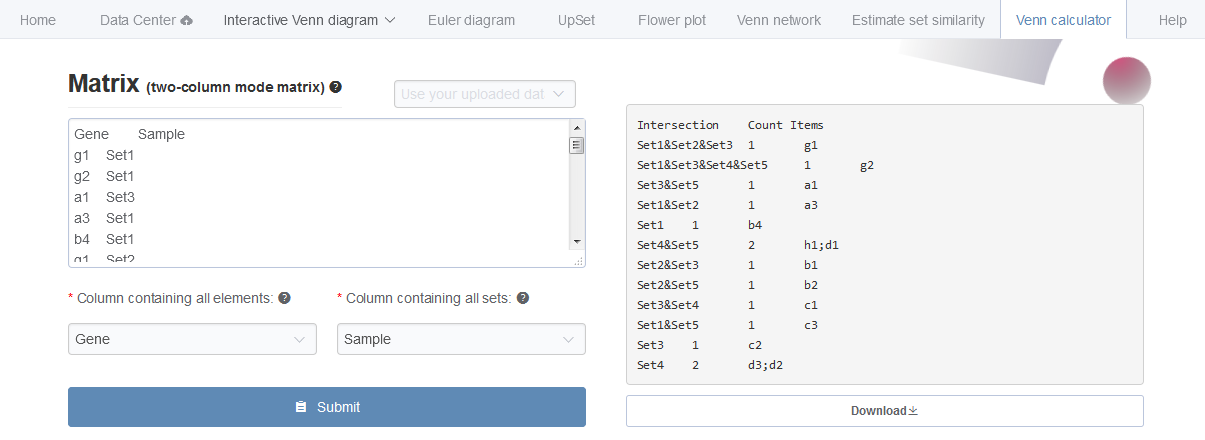 Home Data Center Interactive Venn diagram Euler diagram UpSet Flower plot Venn network Estimate set similarity Venn calculator Help
Matrix (two-column mode matrix)
Use your uploaded dat
Gene Sample
g1 Set1
g2 Set1
a1 Set3
a3 Set1
b4 Set1
g1 Set2
* Column containing all elements:
* Column containing all sets:
Gene
Sample
Submit
Intersection Count Items
Set1&Set2&Set3 1 g1
Set1&Set3&Set4&Set5 1 g2
Set3&Set5 1 a1
Set1&Set2 1 a3
Set1 1 b4
Set4&Set5 2 h1;d1
Set2&Set3 1 b1
Set2&Set5 1 b2
Set3&Set4 1 c1
Set1&Set5 1 c3
Set3 1 c2
Set4 2 d3;d2
Download